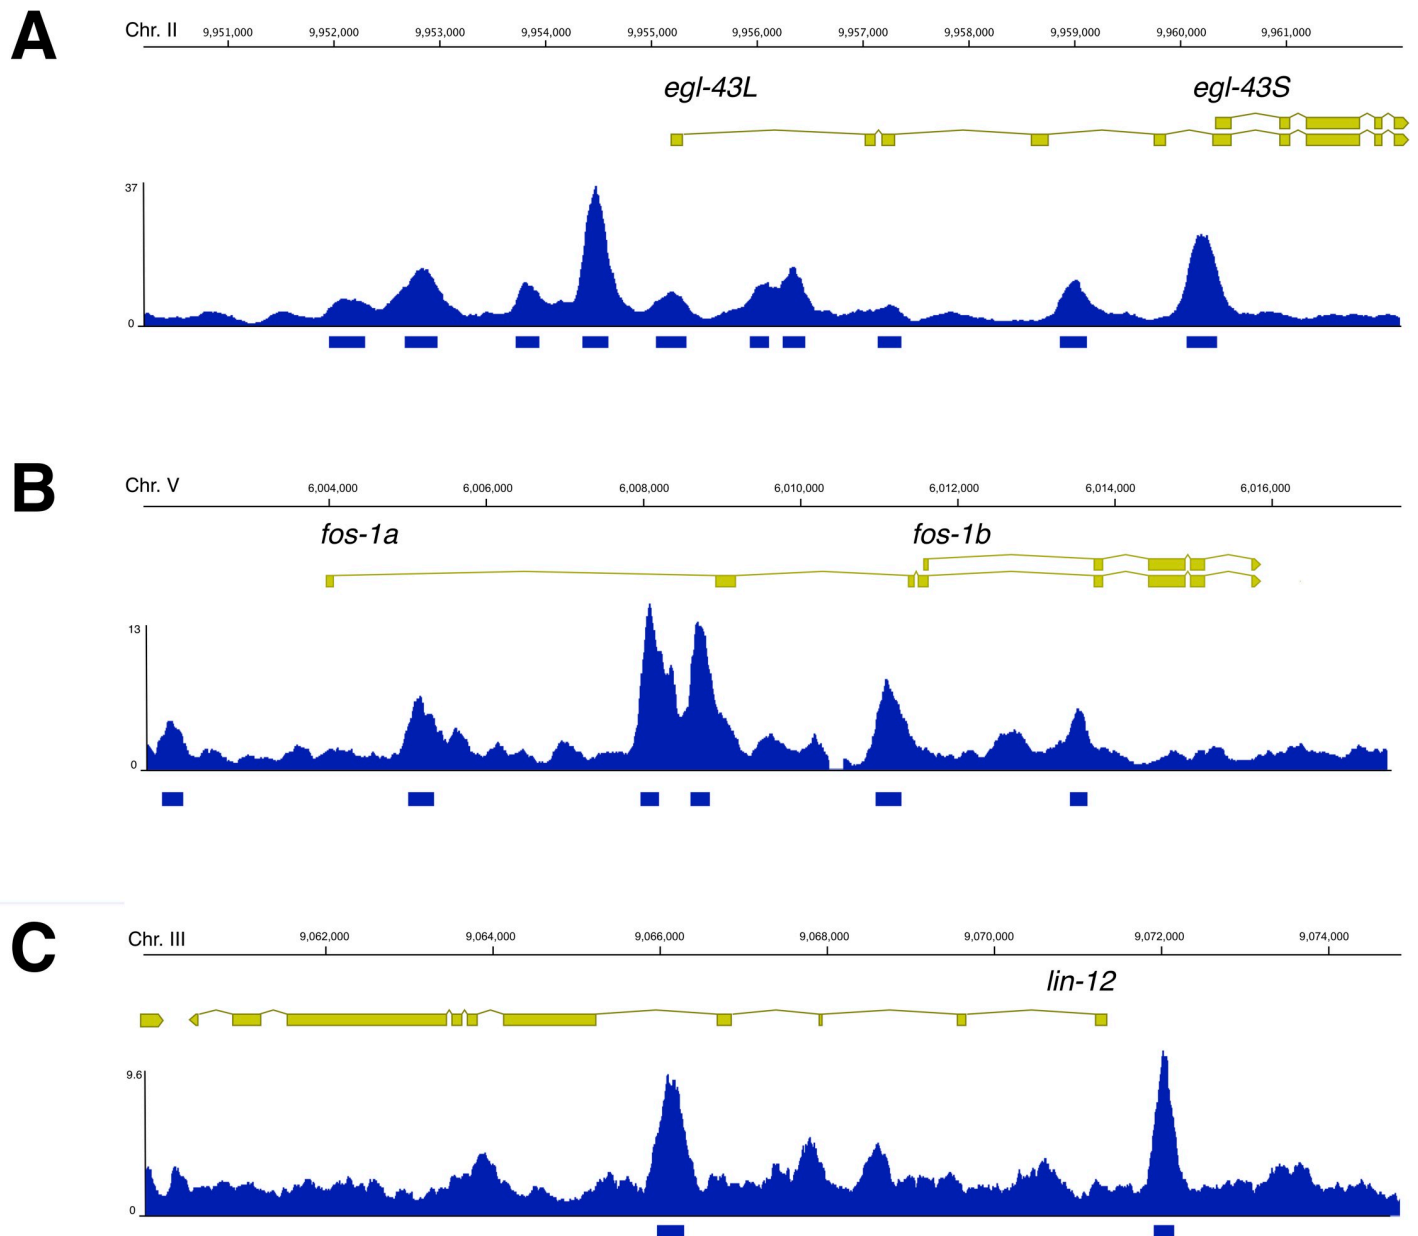 A
Chr. II 9,951,000 9,952,000 9,953,000 9,954,000 9,955,000 9,956,000 9,957,000 9,958,000 9,959,000 9,960,000 9,961,000
egl-43L egl-43S
37
0
B
Chr. V 6,004,000 6,006,000 6,008,000 6,010,000 6,012,000 6,014,000 6,016,000
fos-1a fos-1b
13
0
C
Chr. III 9,062,000 9,064,000 9,066,000 9,068,000 9,070,000 9,072,000 9,074,000
lin-12
9.6
0